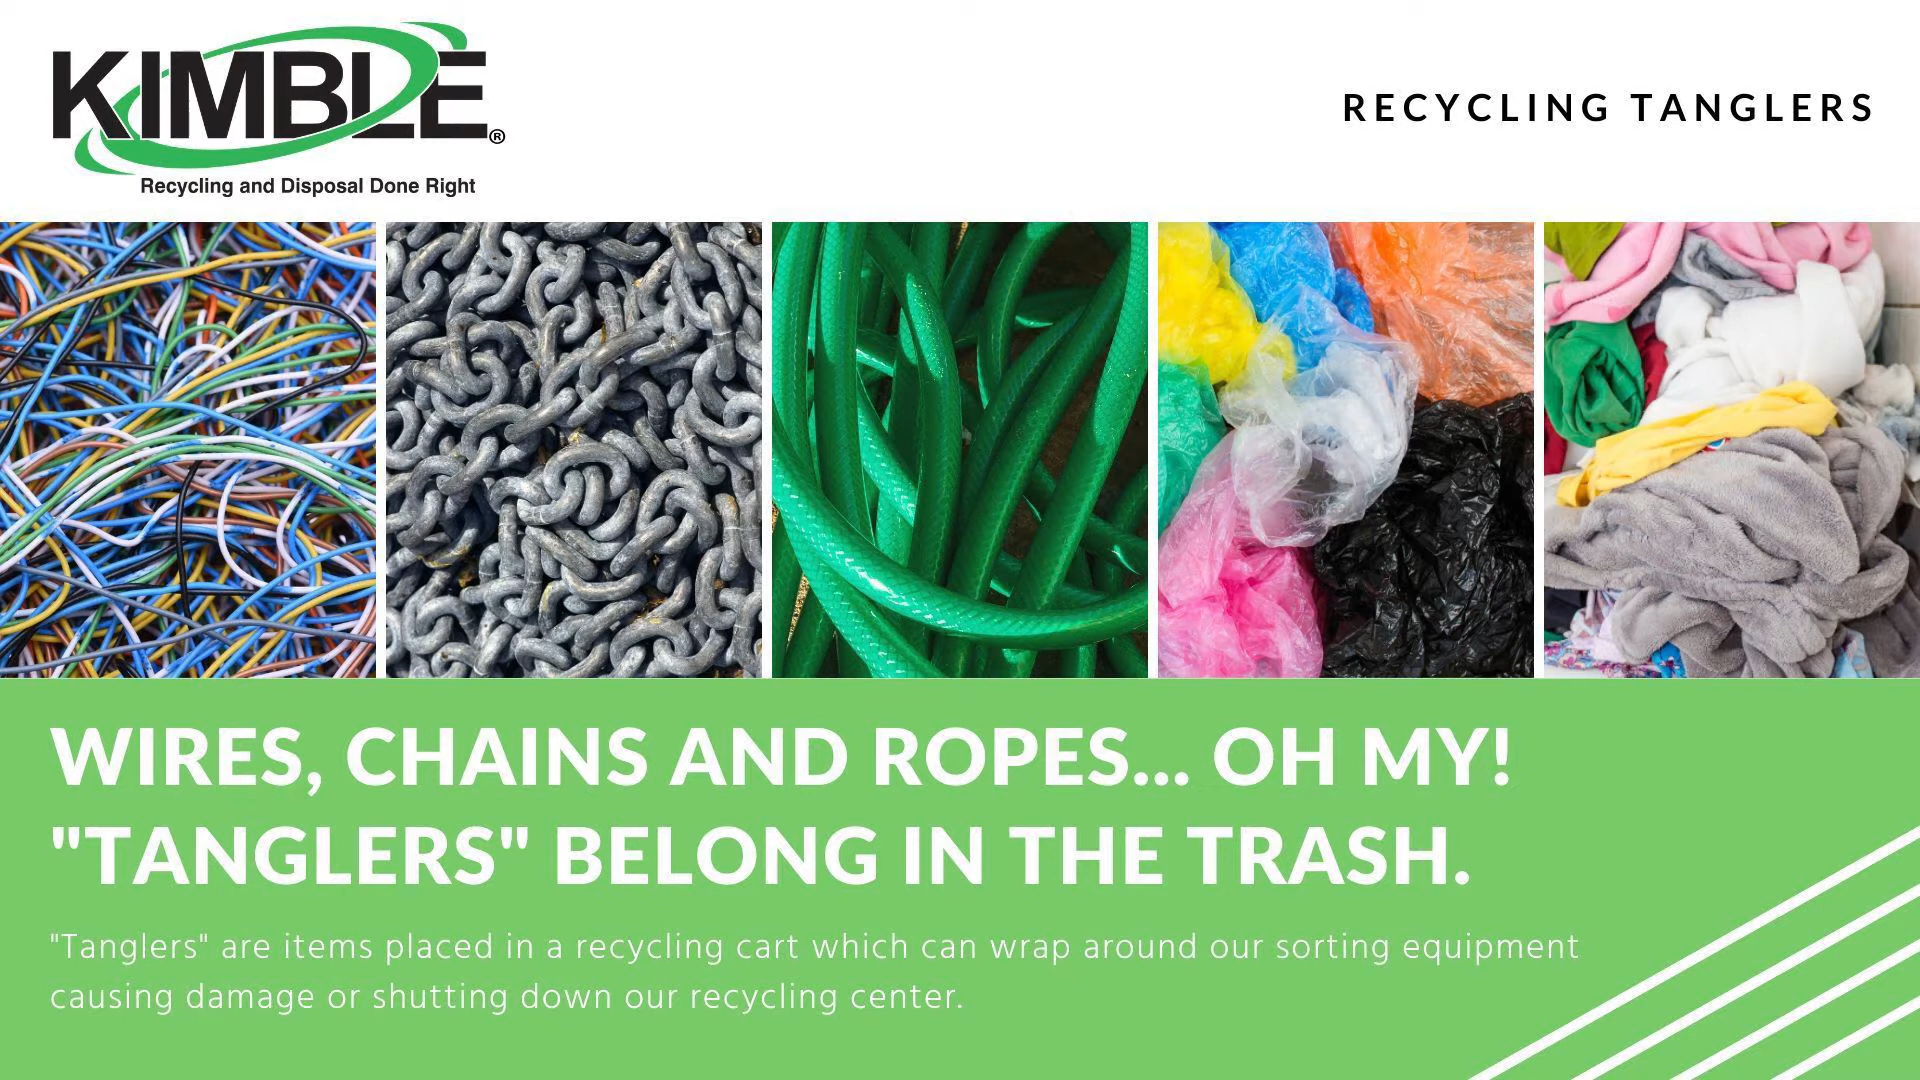 KIMBLE®
Recycling and Disposal Done Right
RECYCLING TANGLERS
WIRES, CHAINS AND ROPES... OH MY!
"TANGLERS" BELONG IN THE TRASH.
"Tanglers" are items placed in a recycling cart which can wrap around our sorting equipment
causing damage or shutting down our recycling center.